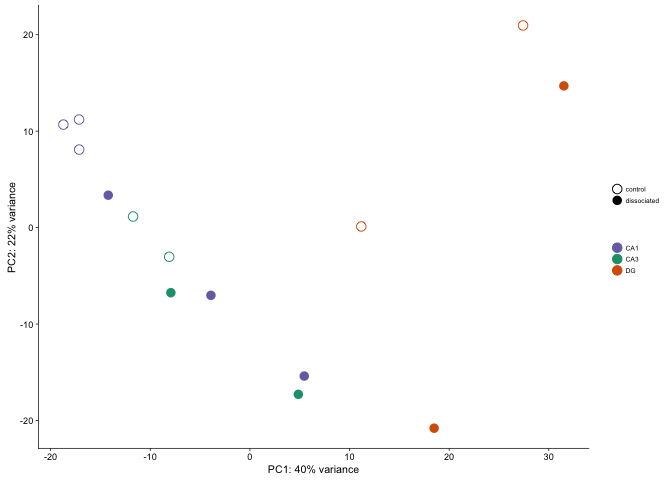 20
10
0
-10
-20
PC2: 22% variance
-20
-10
0
10
20
30
PC1: 40% variance
control
dissociated
CA1
CA3
DG